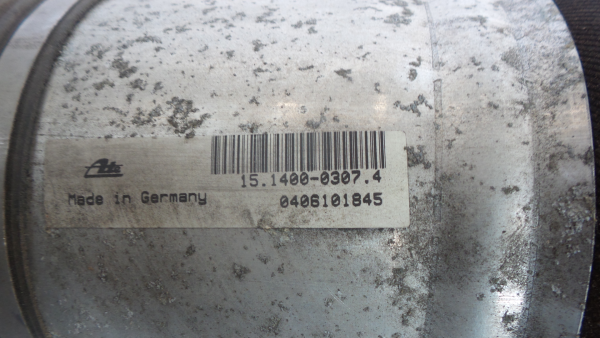 Ate
15.1400-0307.4
Made in Germany
0406101845